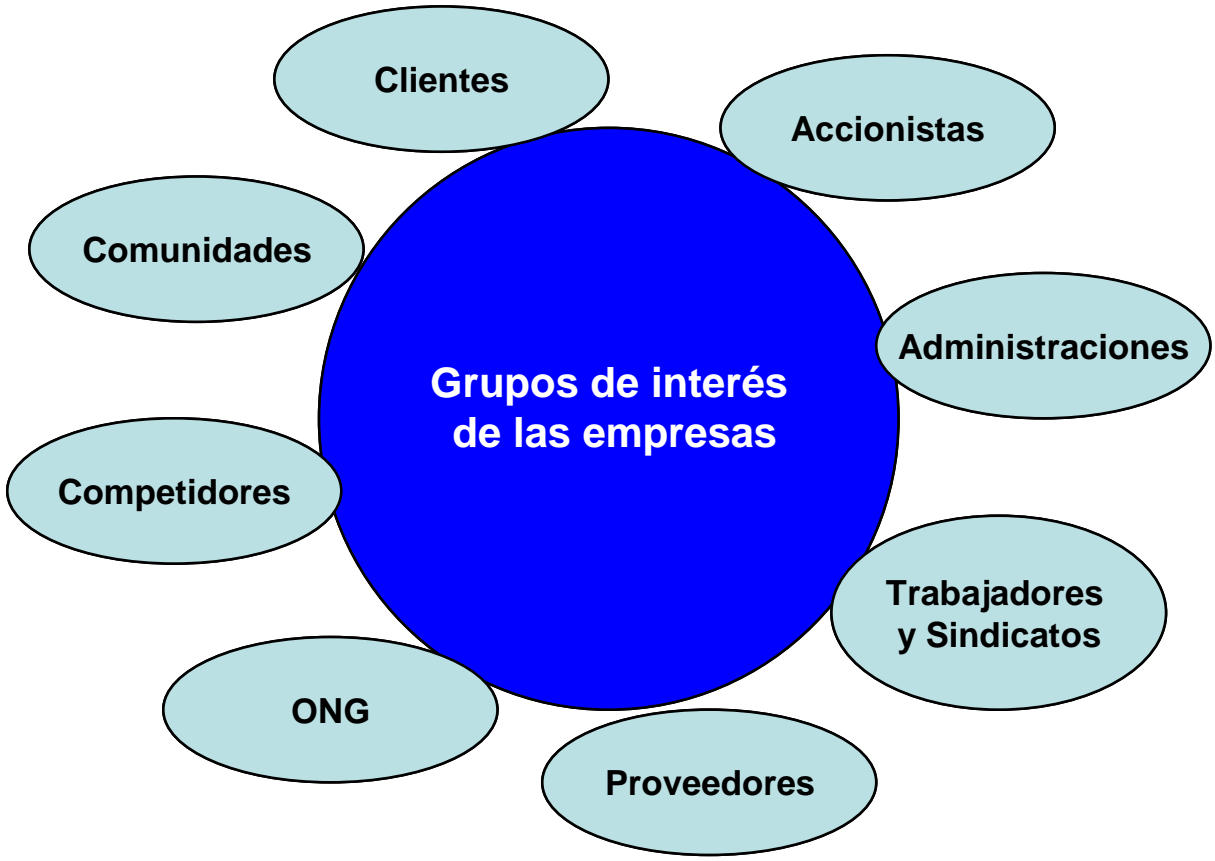 Clientes
Accionistas
Comunidades
Administraciones
Grupos de interés
de las empresas
Competidores
Trabajadores
y Sindicatos
ONG
Proveedores